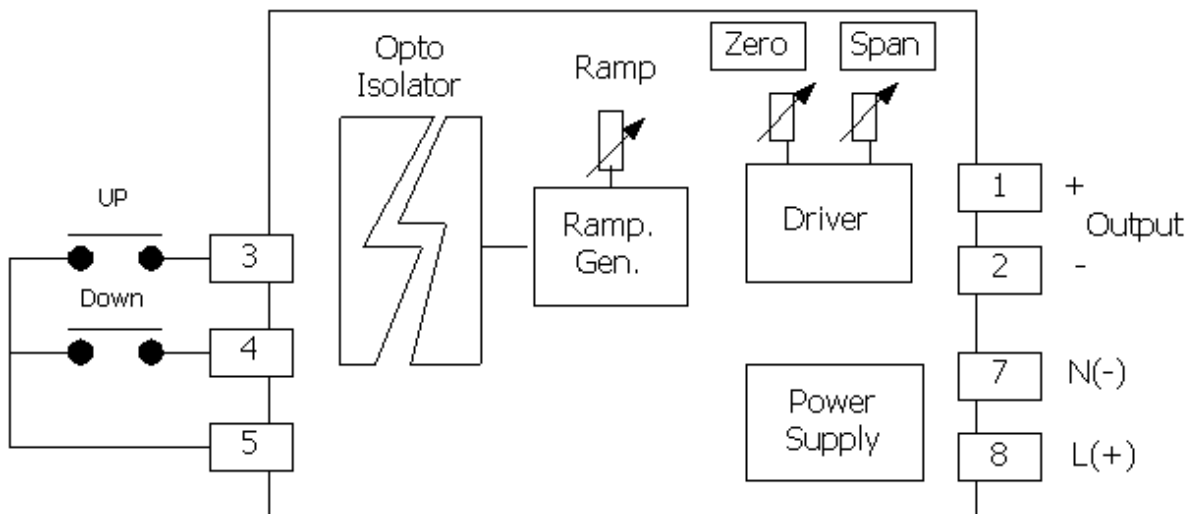 Opto
Isolator
Ramp
Zero
Span
UP
3
Down
4
5
Ramp.
Gen.
Driver
1
+
Output
2
-
Power
Supply
7
N(-)
8
L(+)